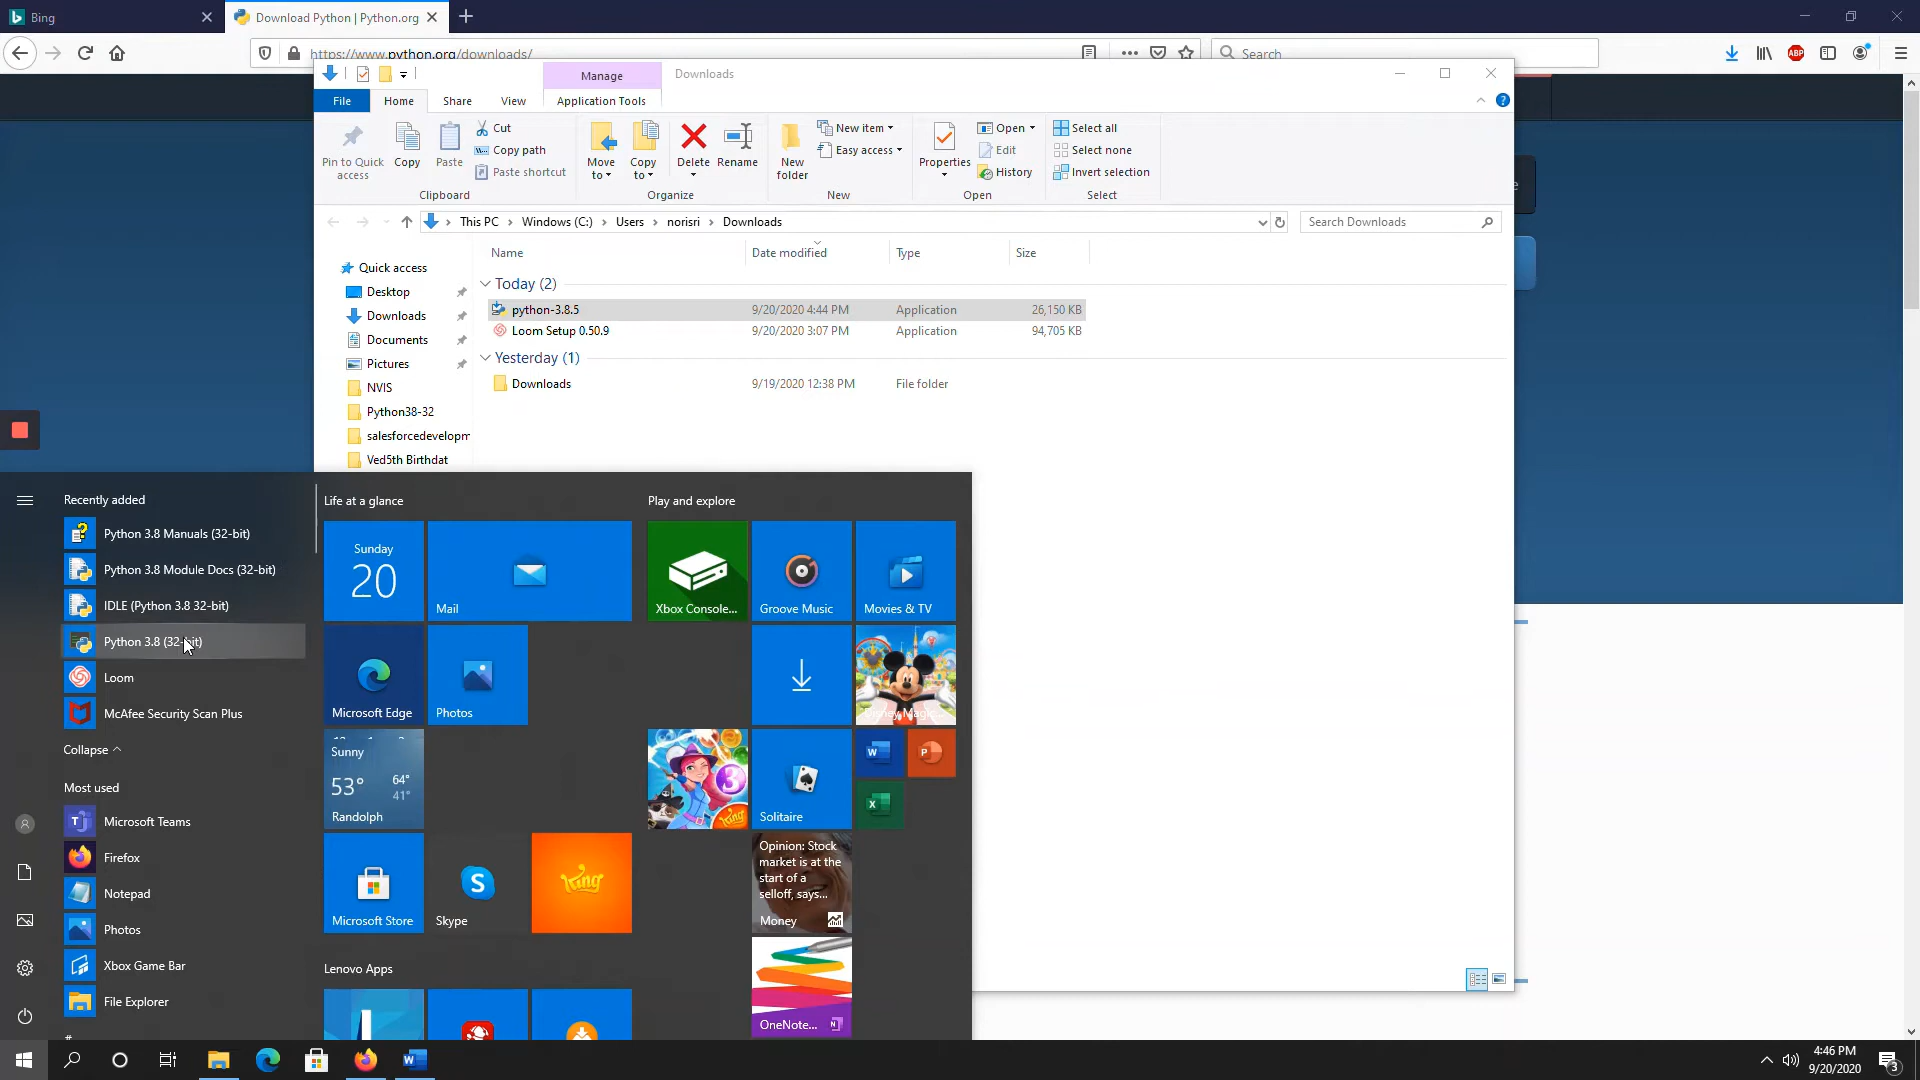 Bing
Download Python | Python.org
https://www.python.org/downloads/
Search
Manage
Downloads
File
Home
Share
View
Application Tools
Pin to Quick access
Copy
Paste
Cut
Copy path
Paste shortcut
Move to
Copy to
Delete
Rename
New folder
New item
Easy access
Properties
Open
Edit
History
Select all
Select none
Invert selection
Clipboard
Organize
New
Open
Select
This PC
Windows (C:)
Users
norisri
Downloads
Search Downloads
Name
Date modified
Type
Size
Quick access
Desktop
Downloads
Documents
Pictures
NVIS
Python38-32
salesforcedevelopm
Ved5th Birthdat
Today (2)
python-3.8.5 9/20/2020 4:44 PM Application 26,150 KB
Loom Setup 0.50.9 9/20/2020 3:07 PM Application 94,705 KB
Yesterday (1)
Downloads 9/19/2020 12:38 PM File folder
Recently added
Python 3.8 Manuals (32-bit)
Python 3.8 Module Docs (32-bit)
IDLE (Python 3.8 32-bit)
Python 3.8 (32-bit)
Loom
McAfee Security Scan Plus
Collapse
Most used
Microsoft Teams
Firefox
Notepad
Photos
Xbox Game Bar
File Explorer
#
Life at a glance
Sunday
20
Mail
Microsoft Edge
Photos
Sunny
53° 64°
41°
Randolph
Microsoft Store
Skype
King
Lenovo Apps
Play and explore
Xbox Console...
Groove Music
Movies & TV
Solitaire
Opinion: Stock
market is at the
start of a
selloff, says...
Money
OneNote...
4:46 PM
9/20/2020
3